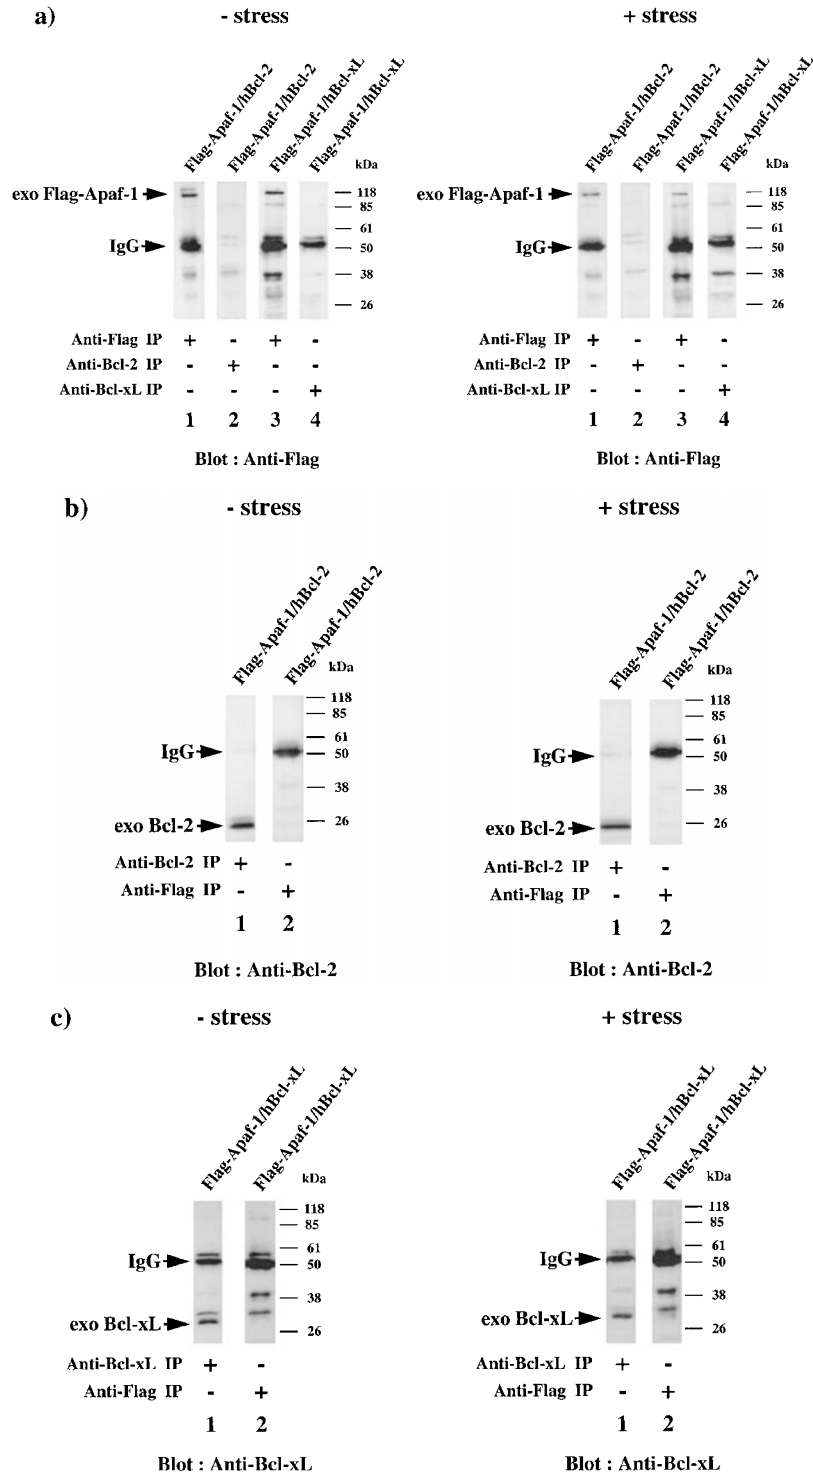 a)
- stress
+ stress
Flag-Apaf-1/hBcl-2
Flag-Apaf-1/hBcl-2
Flag-Apaf-1/hBcl-xL
Flag-Apaf-1/hBcl-xL
kDa
exo Flag-Apaf-1
IgG
118
85
61
50
38
26
Anti-Flag IP + - + -
Anti-Bcl-2 IP - + - -
Anti-Bcl-xL IP - - - +
1 2 3 4
Blot : Anti-Flag
Flag-Apaf-1/hBcl-2
Flag-Apaf-1/hBcl-2
Flag-Apaf-1/hBcl-xL
Flag-Apaf-1/hBcl-xL
kDa
exo Flag-Apaf-1
IgG
118
85
61
50
38
26
Anti-Flag IP + - + -
Anti-Bcl-2 IP - + - -
Anti-Bcl-xL IP - - - +
1 2 3 4
Blot : Anti-Flag
b)
- stress
+ stress
Flag-Apaf-1/hBcl-2
Flag-Apaf-1/hBcl-2
kDa
118
85
61
IgG
50
38
26
exo Bcl-2
Anti-Bcl-2 IP + -
Anti-Flag IP - +
1 2
Blot : Anti-Bcl-2
Flag-Apaf-1/hBcl-2
Flag-Apaf-1/hBcl-2
kDa
118
85
61
IgG
50
38
26
exo Bcl-2
Anti-Bcl-2 IP + -
Anti-Flag IP - +
1 2
Blot : Anti-Bcl-2
c)
- stress
+ stress
Flag-Apaf-1/hBcl-xL
Flag-Apaf-1/hBcl-xL
kDa
118
85
61
IgG
50
38
exo Bcl-xL
26
Anti-Bcl-xL IP + -
Anti-Flag IP - +
1 2
Blot : Anti-Bcl-xL
Flag-Apaf-1/hBcl-xL
Flag-Apaf-1/hBcl-xL
kDa
118
85
61
IgG
50
38
exo Bcl-xL
26
Anti-Bcl-xL IP + -
Anti-Flag IP - +
1 2
Blot : Anti-Bcl-xL